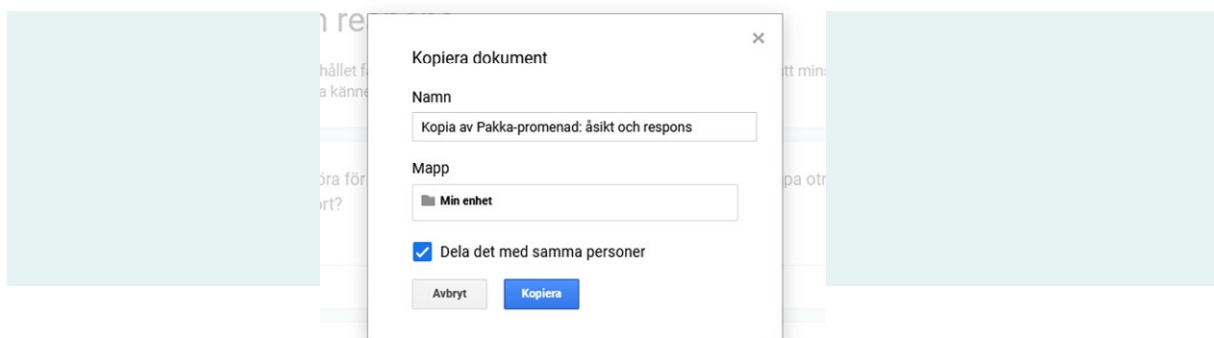 Kopiera dokument
Namn
Kopia av Pakka-promenad: åsikt och respons
Mapp
Min enhet
Dela det med samma personer
Avbryt
Kopiera